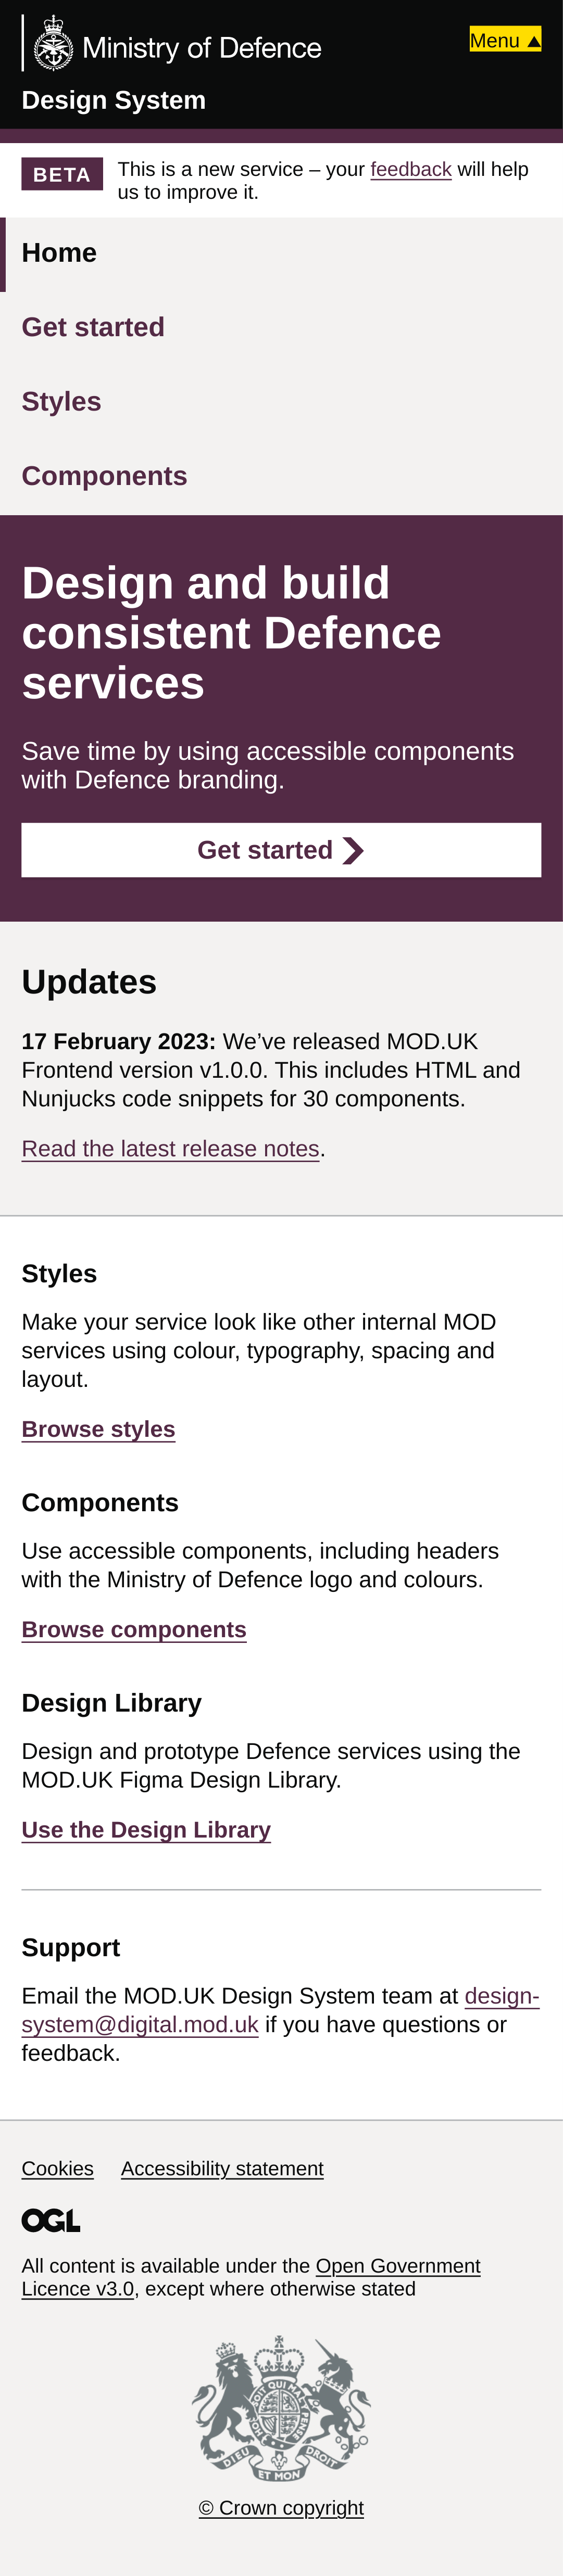 Ministry of Defence
Menu ▲
Design System
BETA
This is a new service – your feedback will help
us to improve it.
Home
Get started
Styles
Components
Design and build
consistent Defence
services
Save time by using accessible components
with Defence branding.
Get started
Updates
17 February 2023: We’ve released MOD.UK
Frontend version v1.0.0. This includes HTML and
Nunjucks code snippets for 30 components.
Read the latest release notes.
Styles
Make your service look like other internal MOD
services using colour, typography, spacing and
layout.
Browse styles
Components
Use accessible components, including headers
with the Ministry of Defence logo and colours.
Browse components
Design Library
Design and prototype Defence services using the
MOD.UK Figma Design Library.
Use the Design Library
Support
Email the MOD.UK Design System team at design-
system@digital.mod.uk if you have questions or
feedback.
Cookies Accessibility statement
OGL
All content is available under the Open Government
Licence v3.0, except where otherwise stated
DIEU ET MON DROIT
© Crown copyright